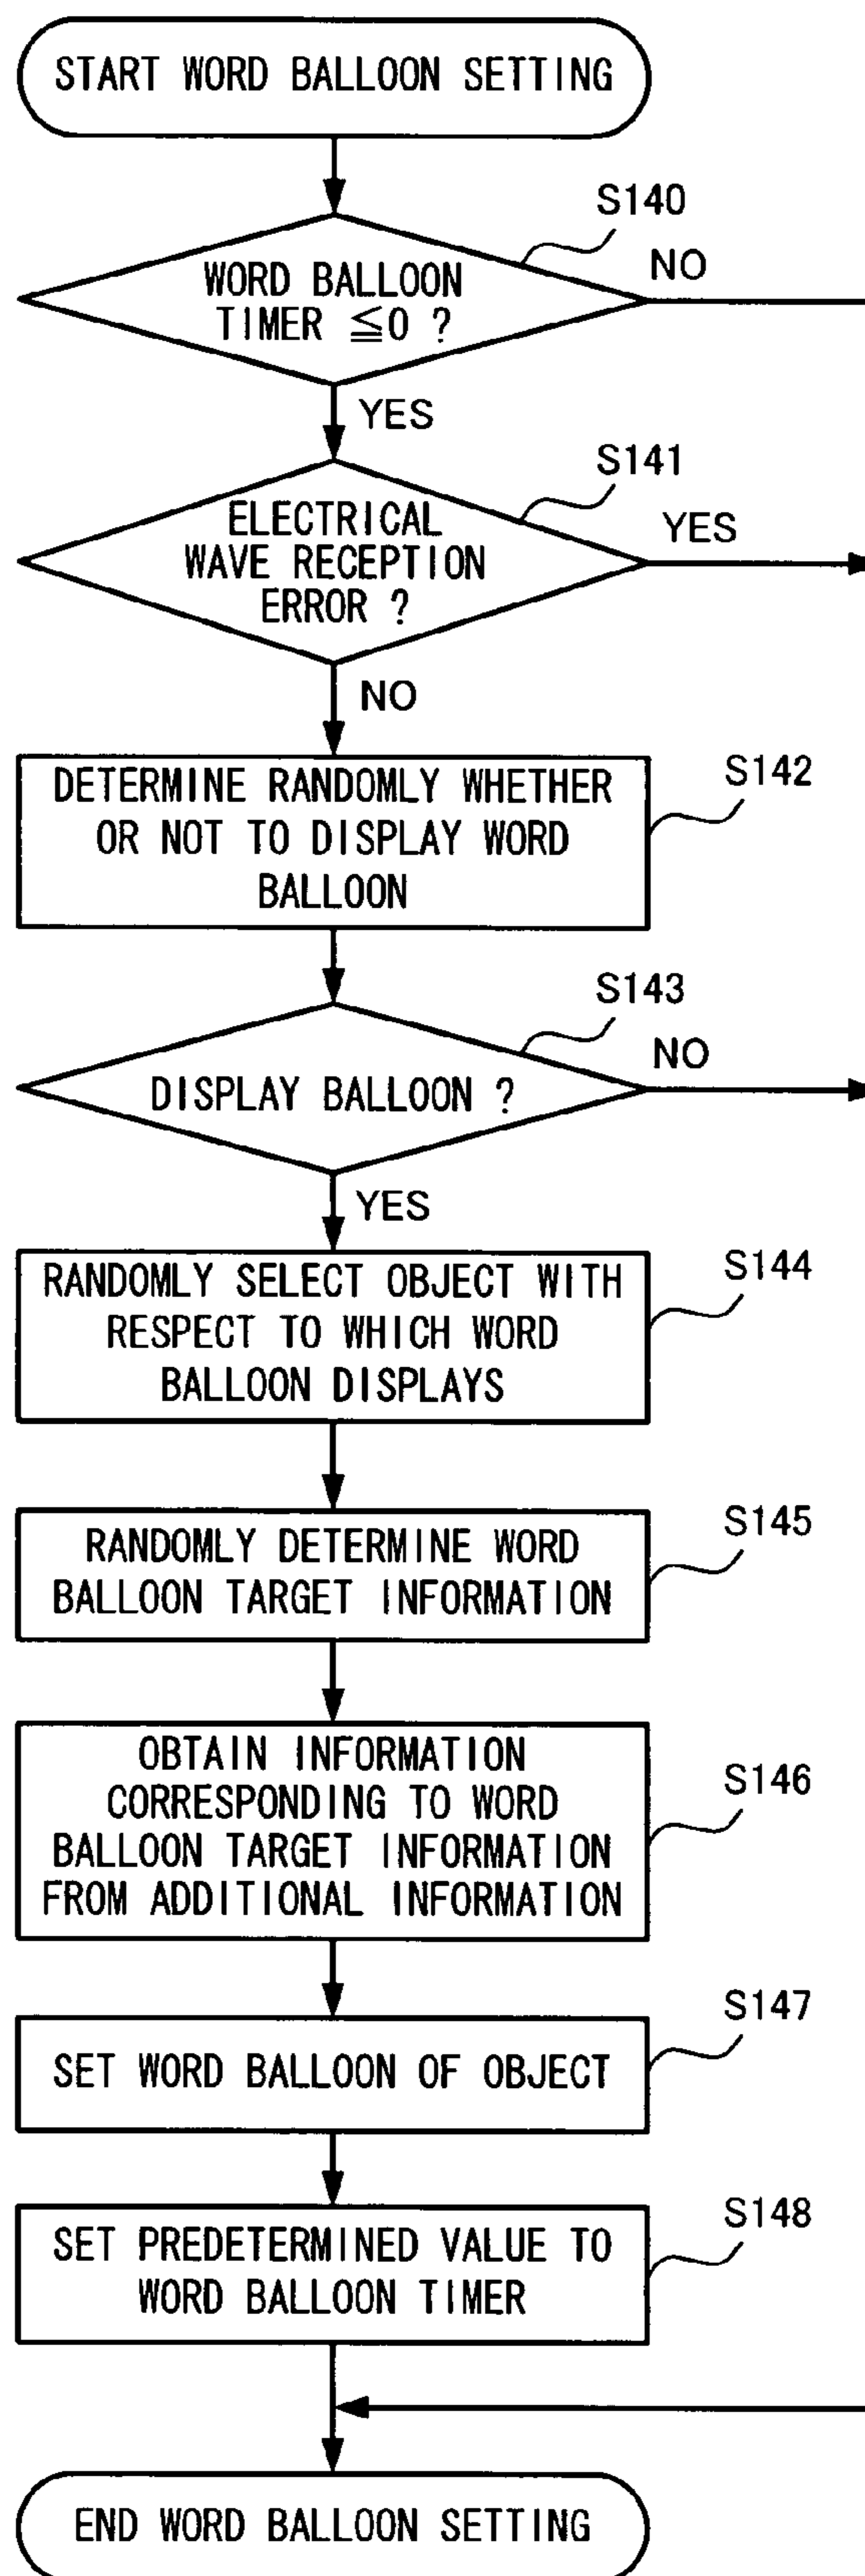 START WORD BALLOON SETTING
S140
WORD BALLOON
TIMER ≦0 ?
NO
YES
S141
ELECTRICAL
WAVE RECEPTION
ERROR ?
YES
NO
S142
DETERMINE RANDOMLY WHETHER
OR NOT TO DISPLAY WORD
BALLOON
S143
DISPLAY BALLOON ?
NO
YES
S144
RANDOMLY SELECT OBJECT WITH
RESPECT TO WHICH WORD
BALLOON DISPLAYS
S145
RANDOMLY DETERMINE WORD
BALLOON TARGET INFORMATION
S146
OBTAIN INFORMATION
CORRESPONDING TO WORD
BALLOON TARGET INFORMATION
FROM ADDITIONAL INFORMATION
S147
SET WORD BALLOON OF OBJECT
S148
SET PREDETERMINED VALUE TO
WORD BALLOON TIMER
END WORD BALLOON SETTING